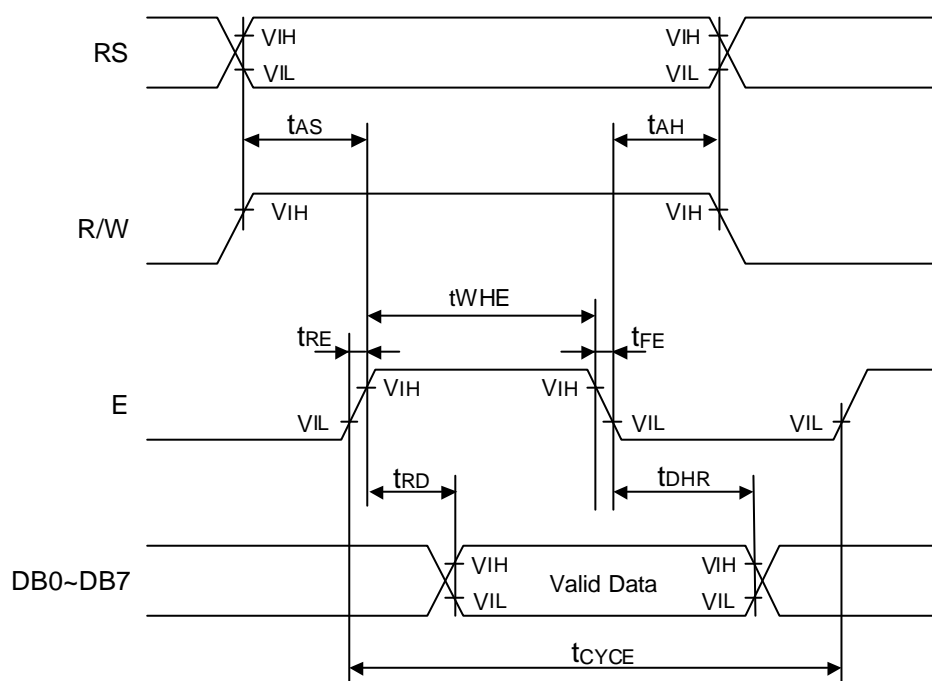 RS
VIH
VIH
VIL
VIL
tAS
tAH
R/W
VIH
VIH
tWHE
tRE
tFE
E
VIH
VIH
VIL
VIL
VIL
tRD
tDHR
DB0~DB7
VIH
Valid Data
VIH
VIL
VIL
tCYCE